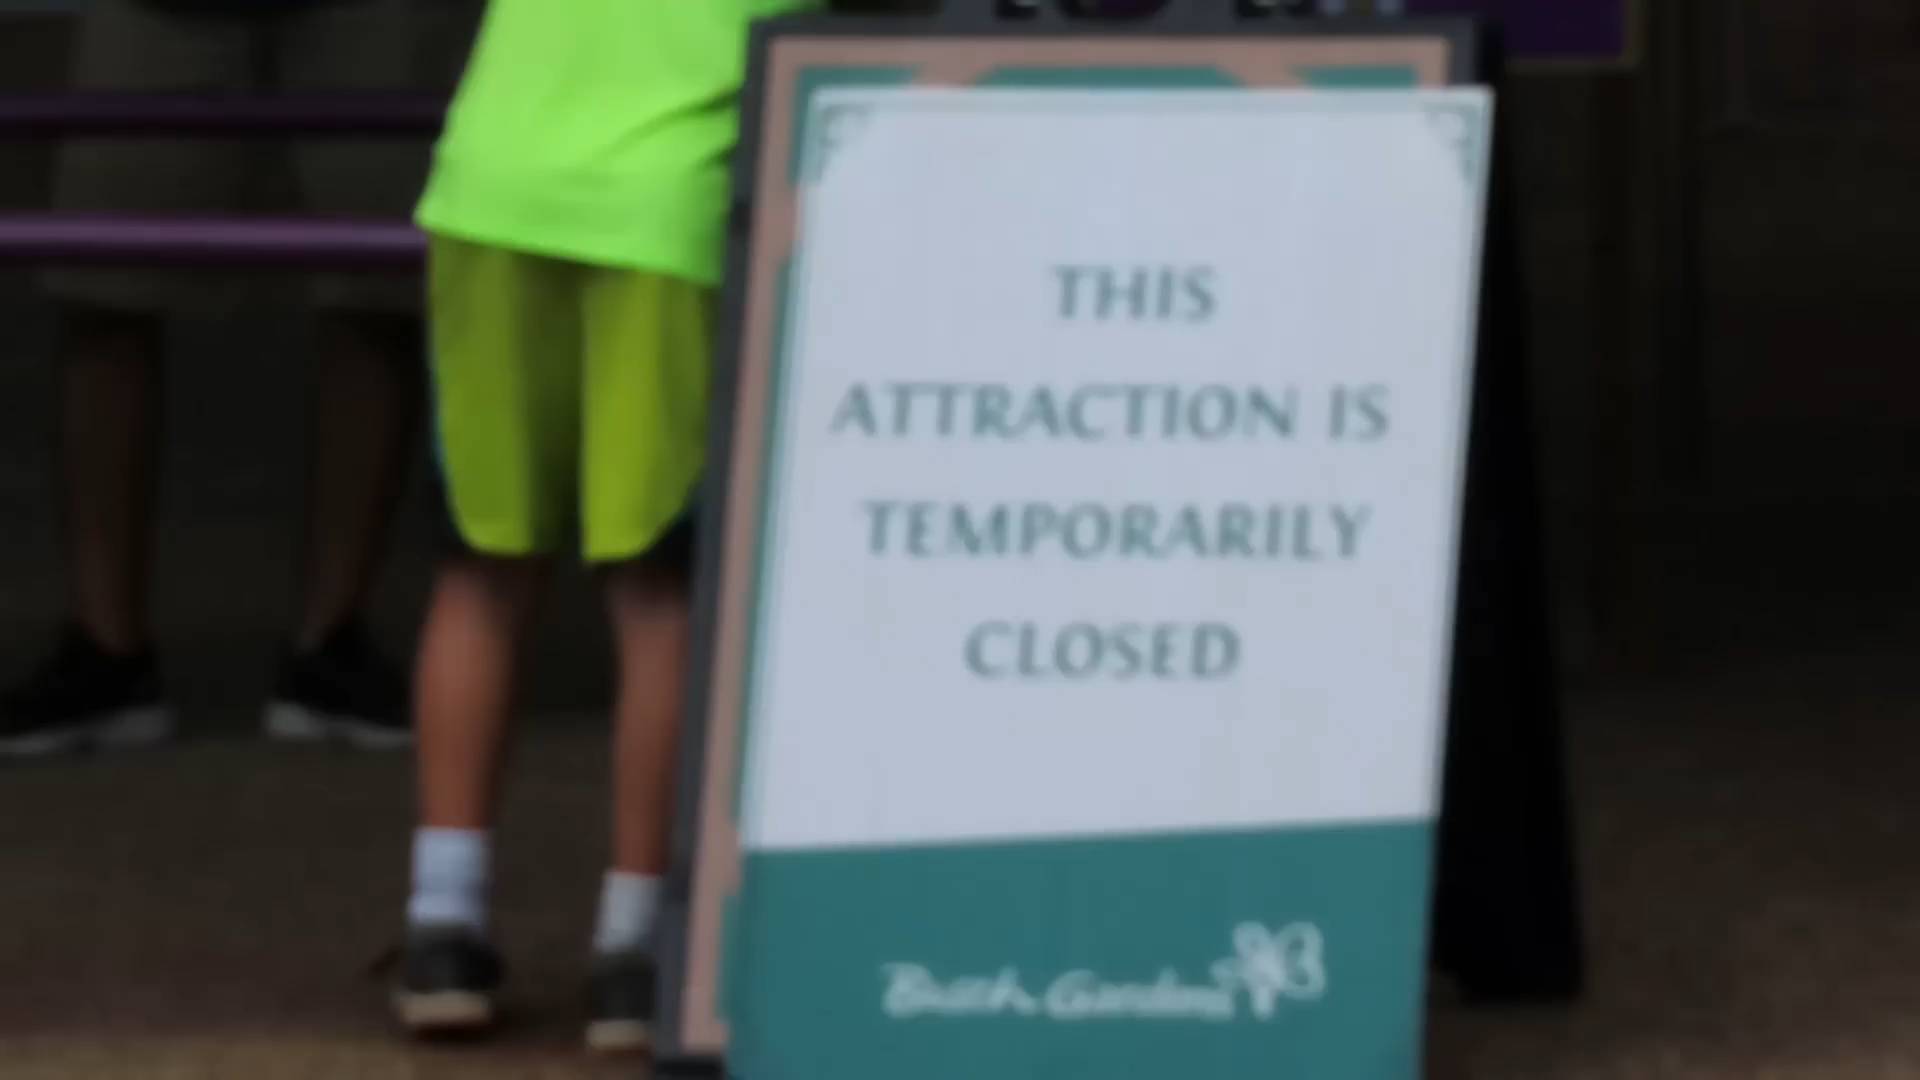 THIS
ATTRACTION IS
TEMPORARILY
CLOSED
Busch Gardens